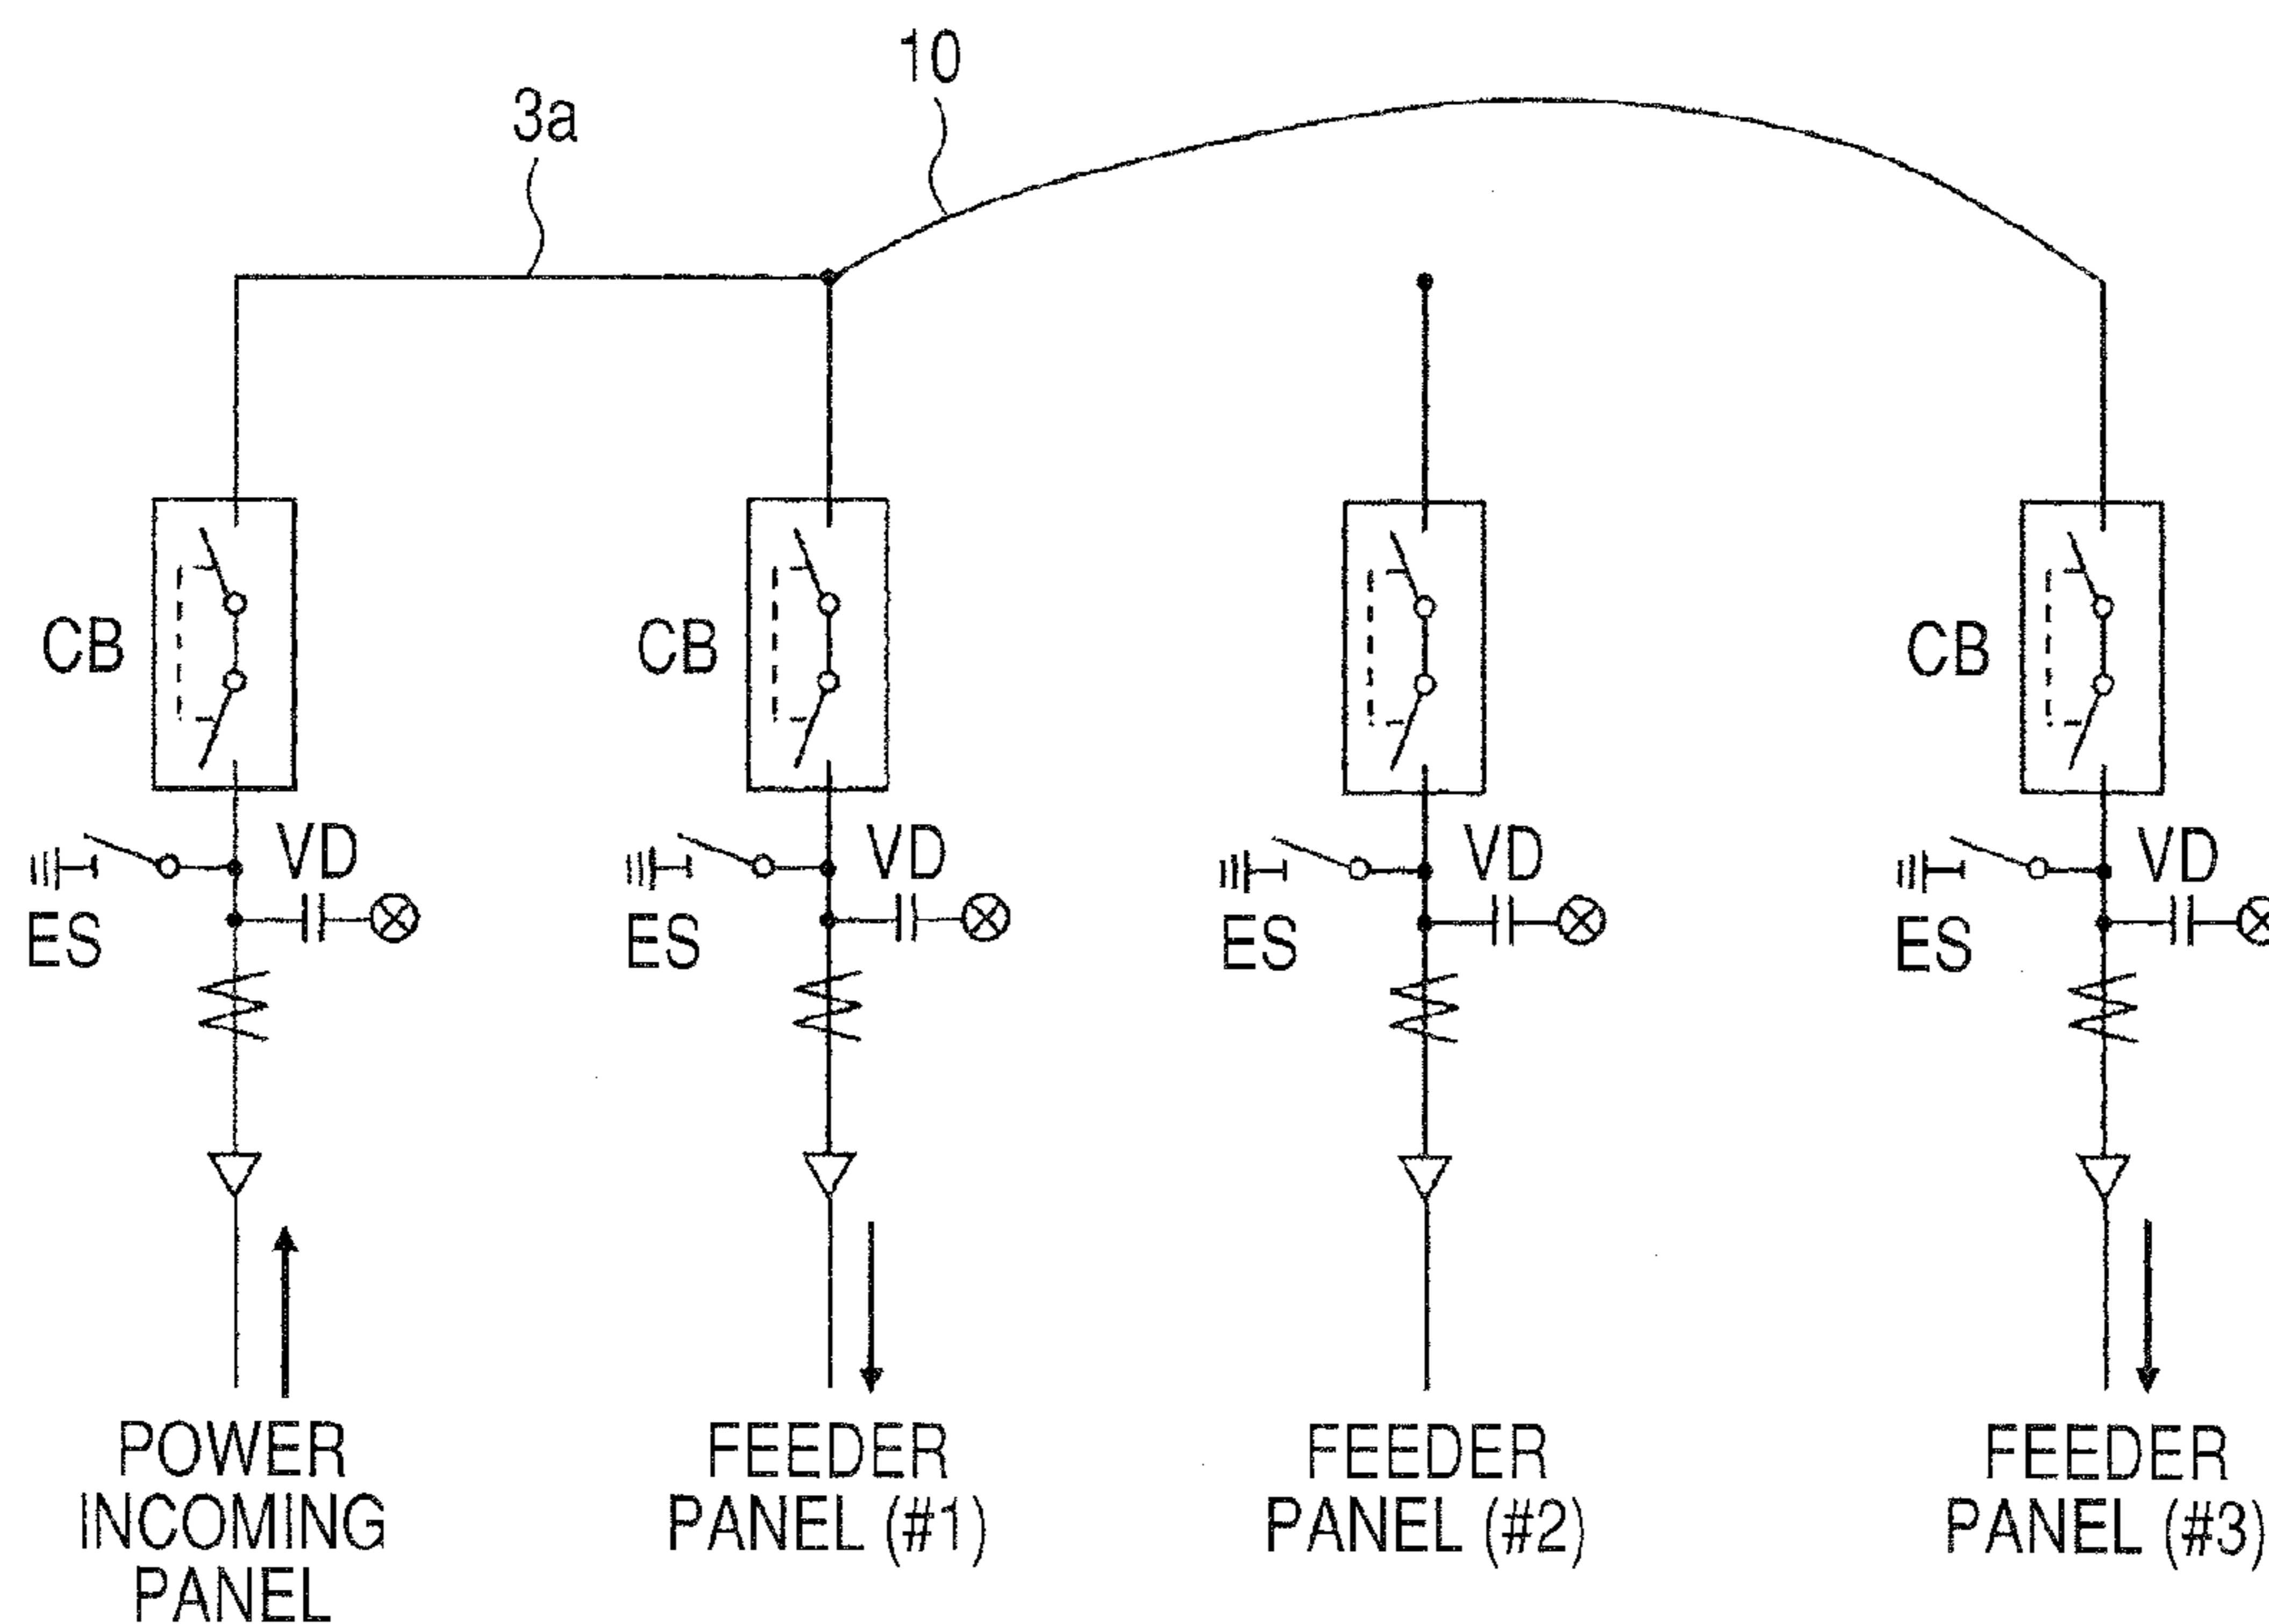 10
3a
CB
CB
CB
VD
VD
VD
VD
ES
ES
ES
ES
POWER
INCOMING
PANEL
FEEDER
PANEL (#1)
FEEDER
PANEL (#2)
FEEDER
PANEL (#3)